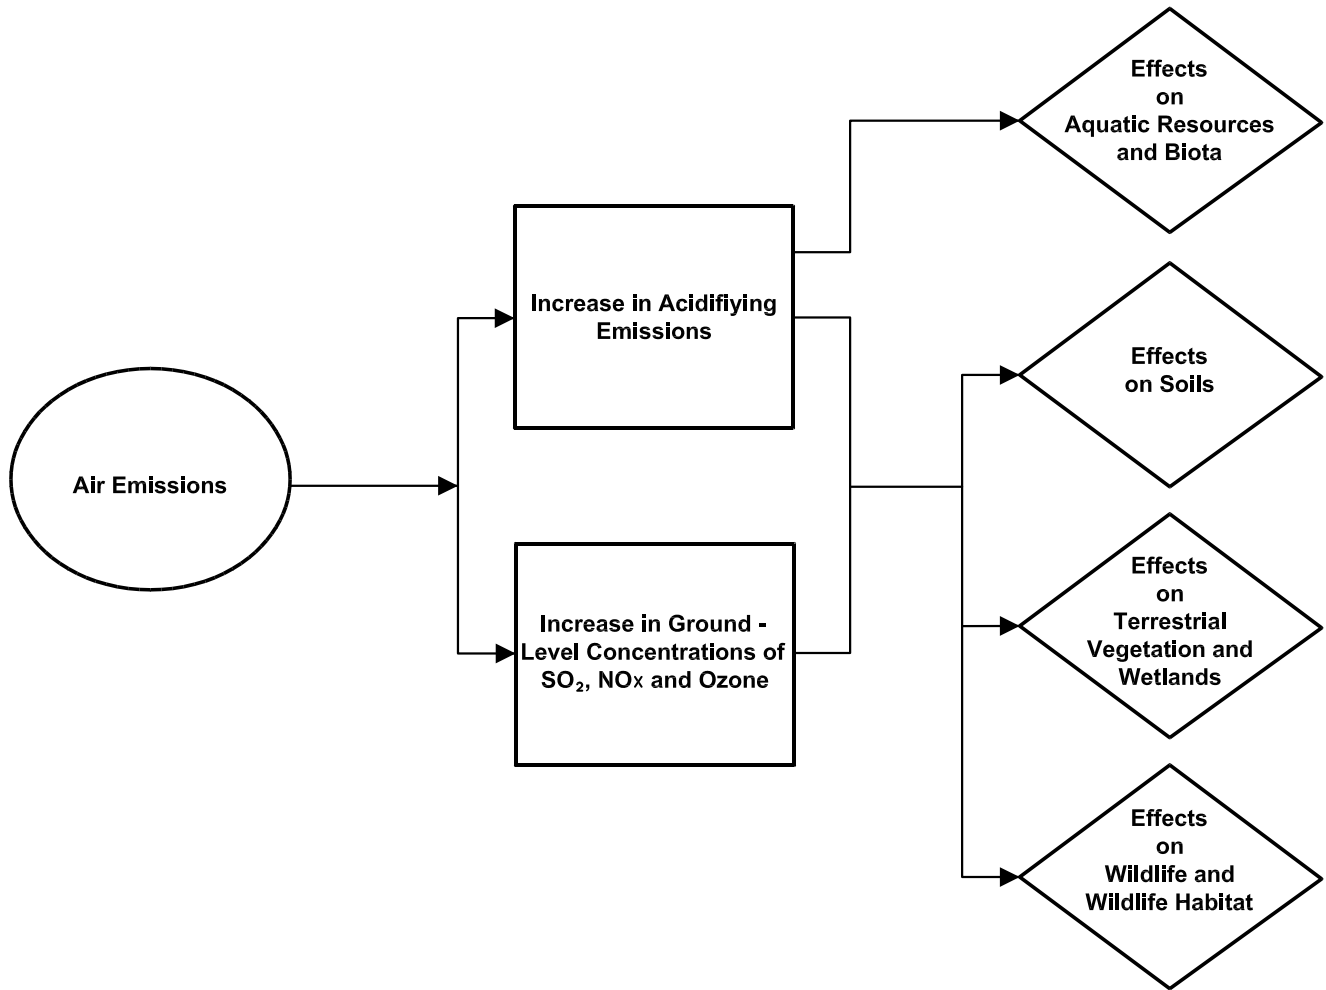 Air Emissions
Increase in Acidifiying
Emissions
Increase in Ground -
Level Concentrations of
SO₂, NOx and Ozone
Effects
on
Aquatic Resources
and Biota
Effects
on Soils
Effects
on
Terrestrial
Vegetation and
Wetlands
Effects
on
Wildlife and
Wildlife Habitat